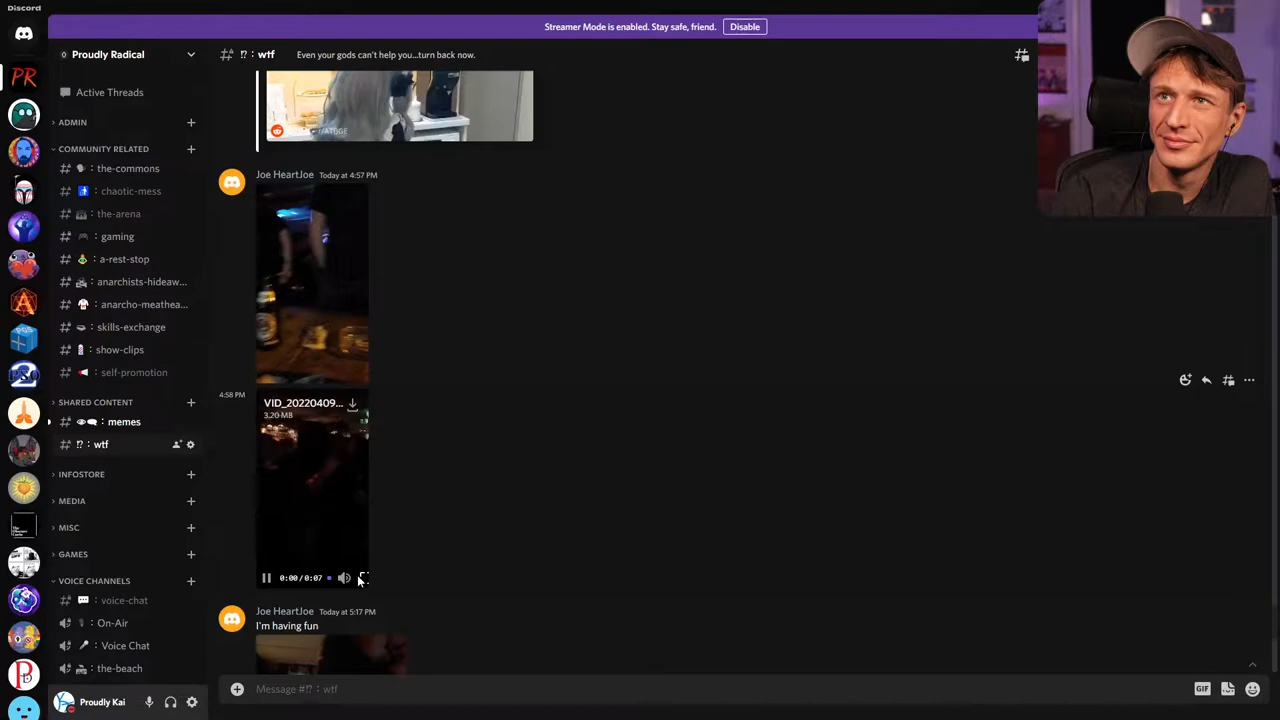 Discord
Streamer Mode is enabled. Stay safe, friend.
Disable
Proudly Radical
!? : wtf
Even your gods can't help you...turn back now.
Active Threads
ADMIN
COMMUNITY RELATED
: the-commons
: chaotic-mess
: the-arena
: gaming
: a-rest-stop
: anarchists-hideaw...
: anarcho-meathea...
: skills-exchange
: show-clips
: self-promotion
SHARED CONTENT
: memes
!? : wtf
INFOSTORE
MEDIA
MISC
GAMES
VOICE CHANNELS
: voice-chat
: On-Air
: Voice Chat
: the-beach
Proudly Kai
PR
r/ATBGE
Joe HeartJoe Today at 4:57 PM
4:58 PM
VID_20220409...
3.20 MB
0:00/0:07
Joe HeartJoe Today at 5:17 PM
I'm having fun
Message #!? : wtf
GIF